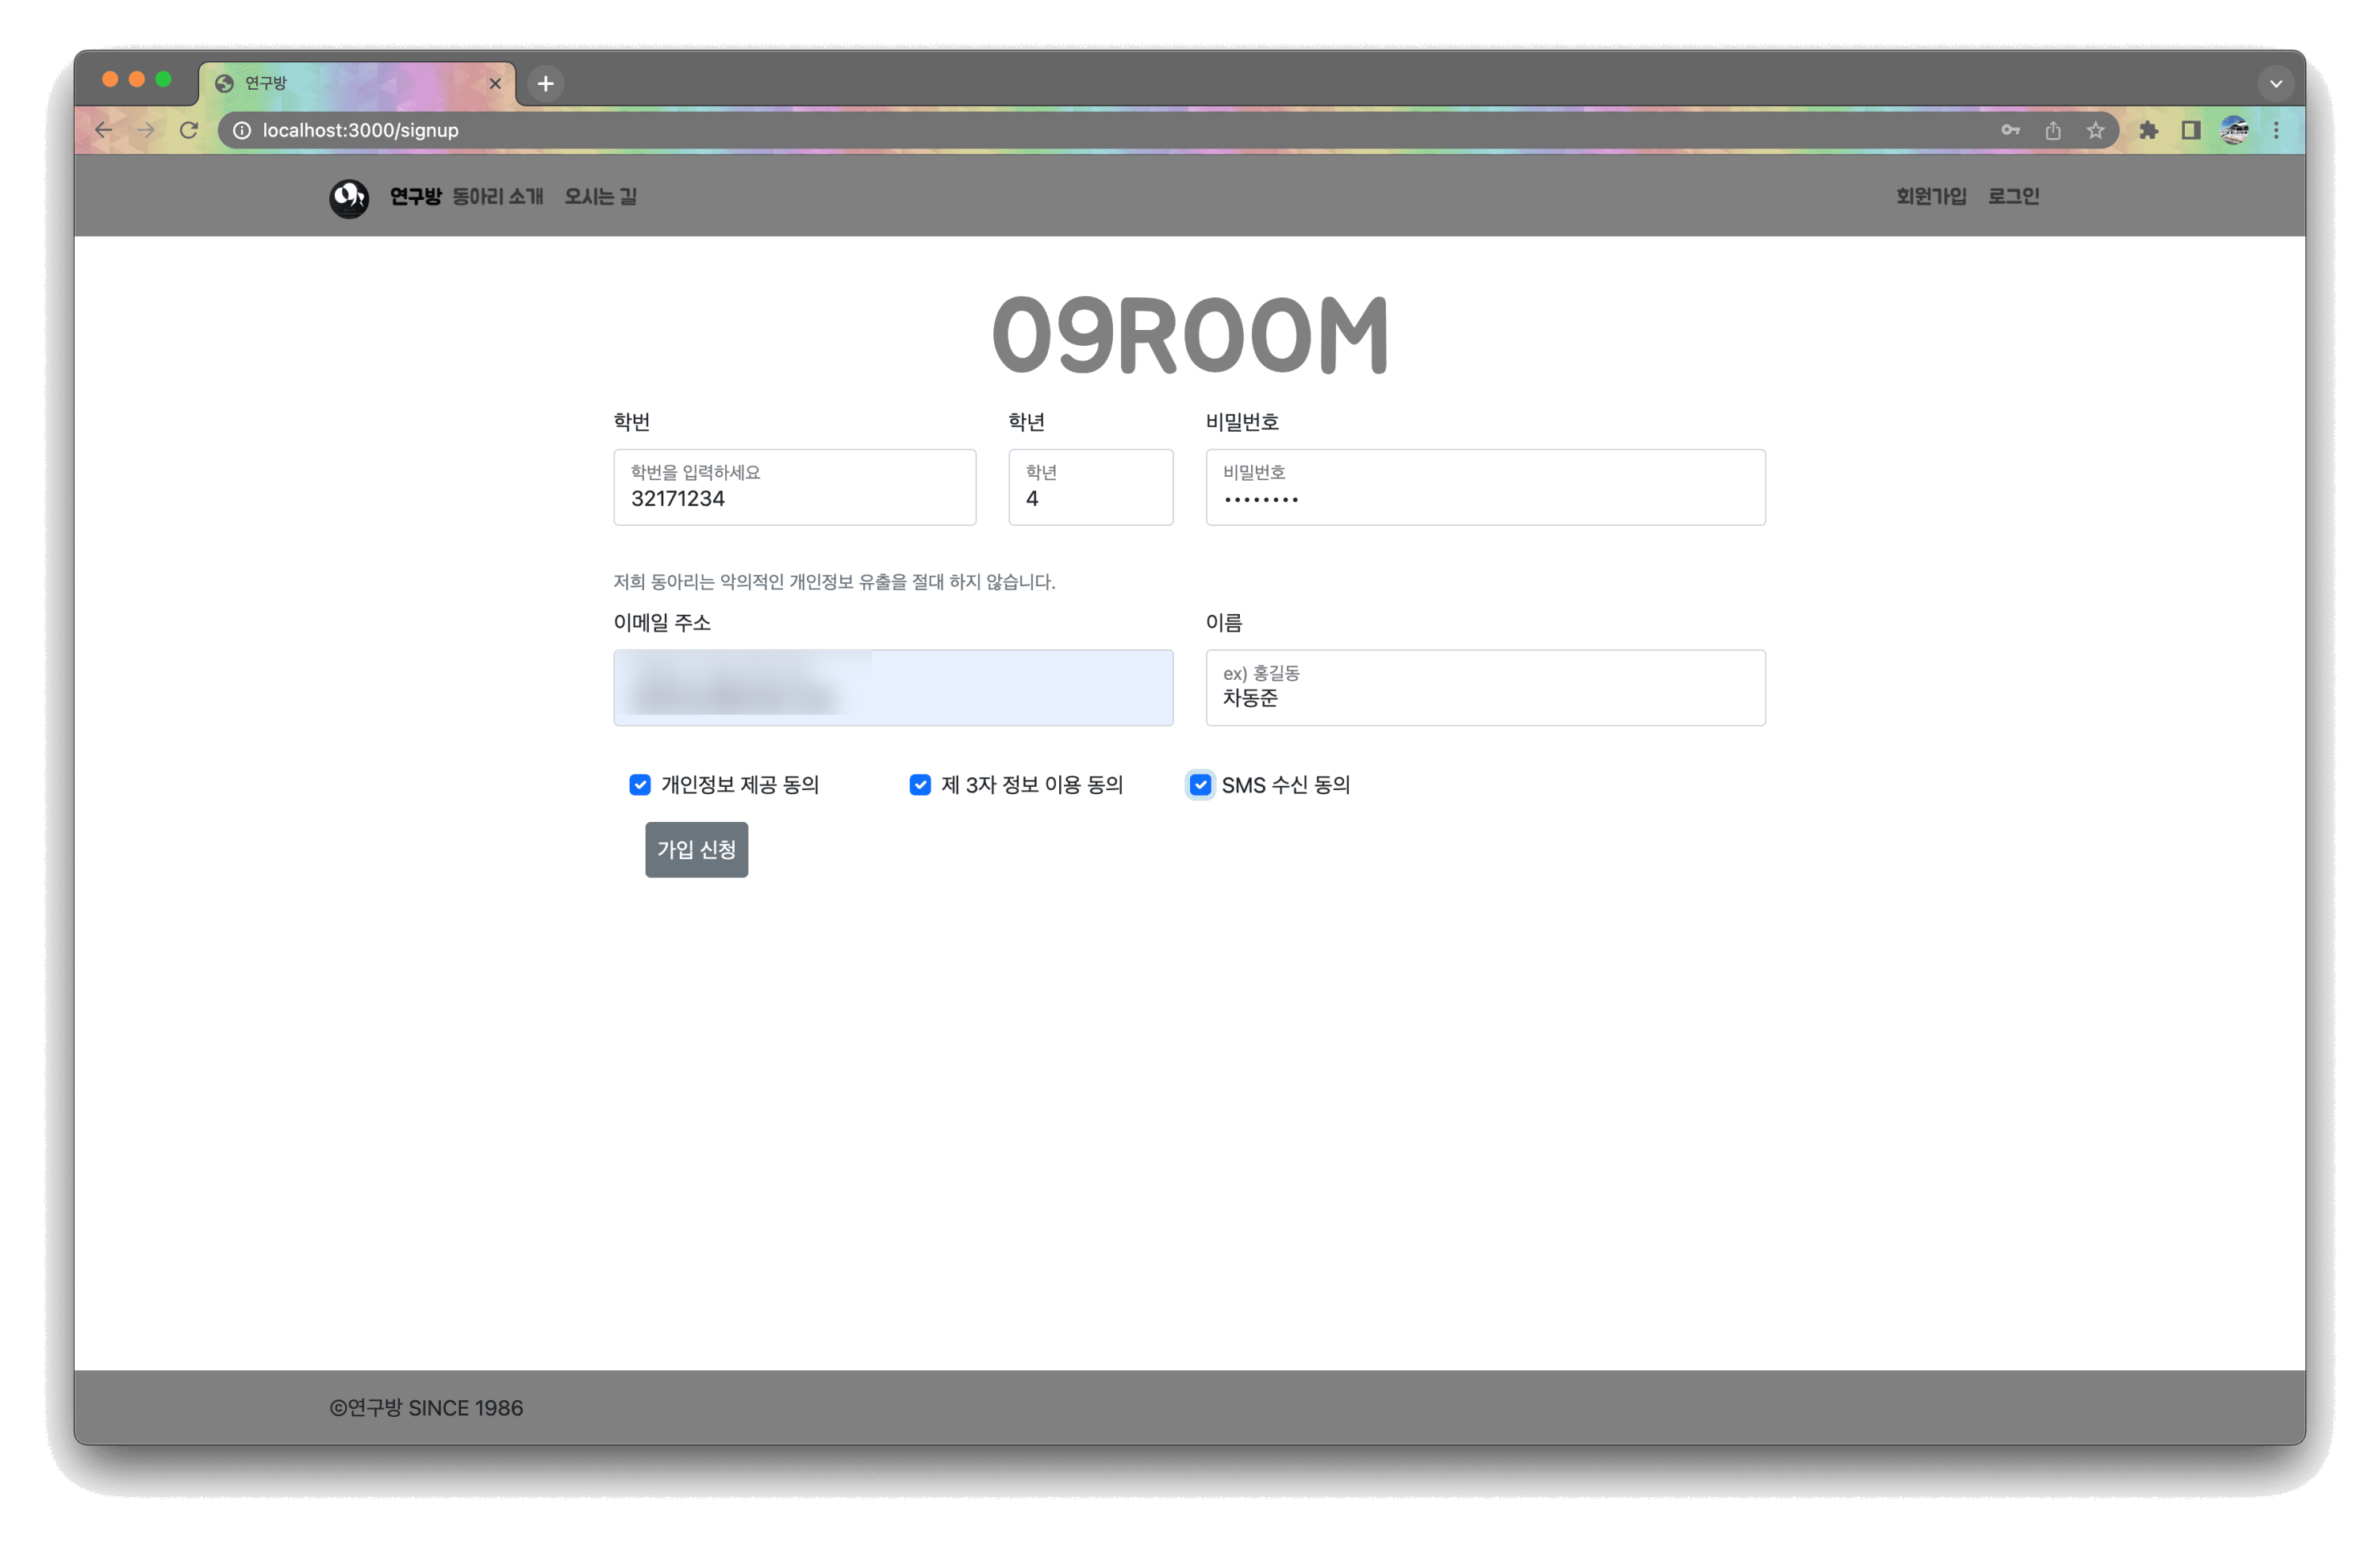 연구방
localhost:3000/signup
연구방 동아리 소개 오시는 길 회원가입 로그인
09ROOM
학번 학년 비밀번호
학번을 입력하세요 학년 비밀번호
32171234 4 ••••••••
저희 동아리는 악의적인 개인정보 유출을 절대 하지 않습니다.
이메일 주소 이름
ex) 홍길동
차동준
개인정보 제공 동의 제 3자 정보 이용 동의 SMS 수신 동의
가입 신청
©연구방 SINCE 1986